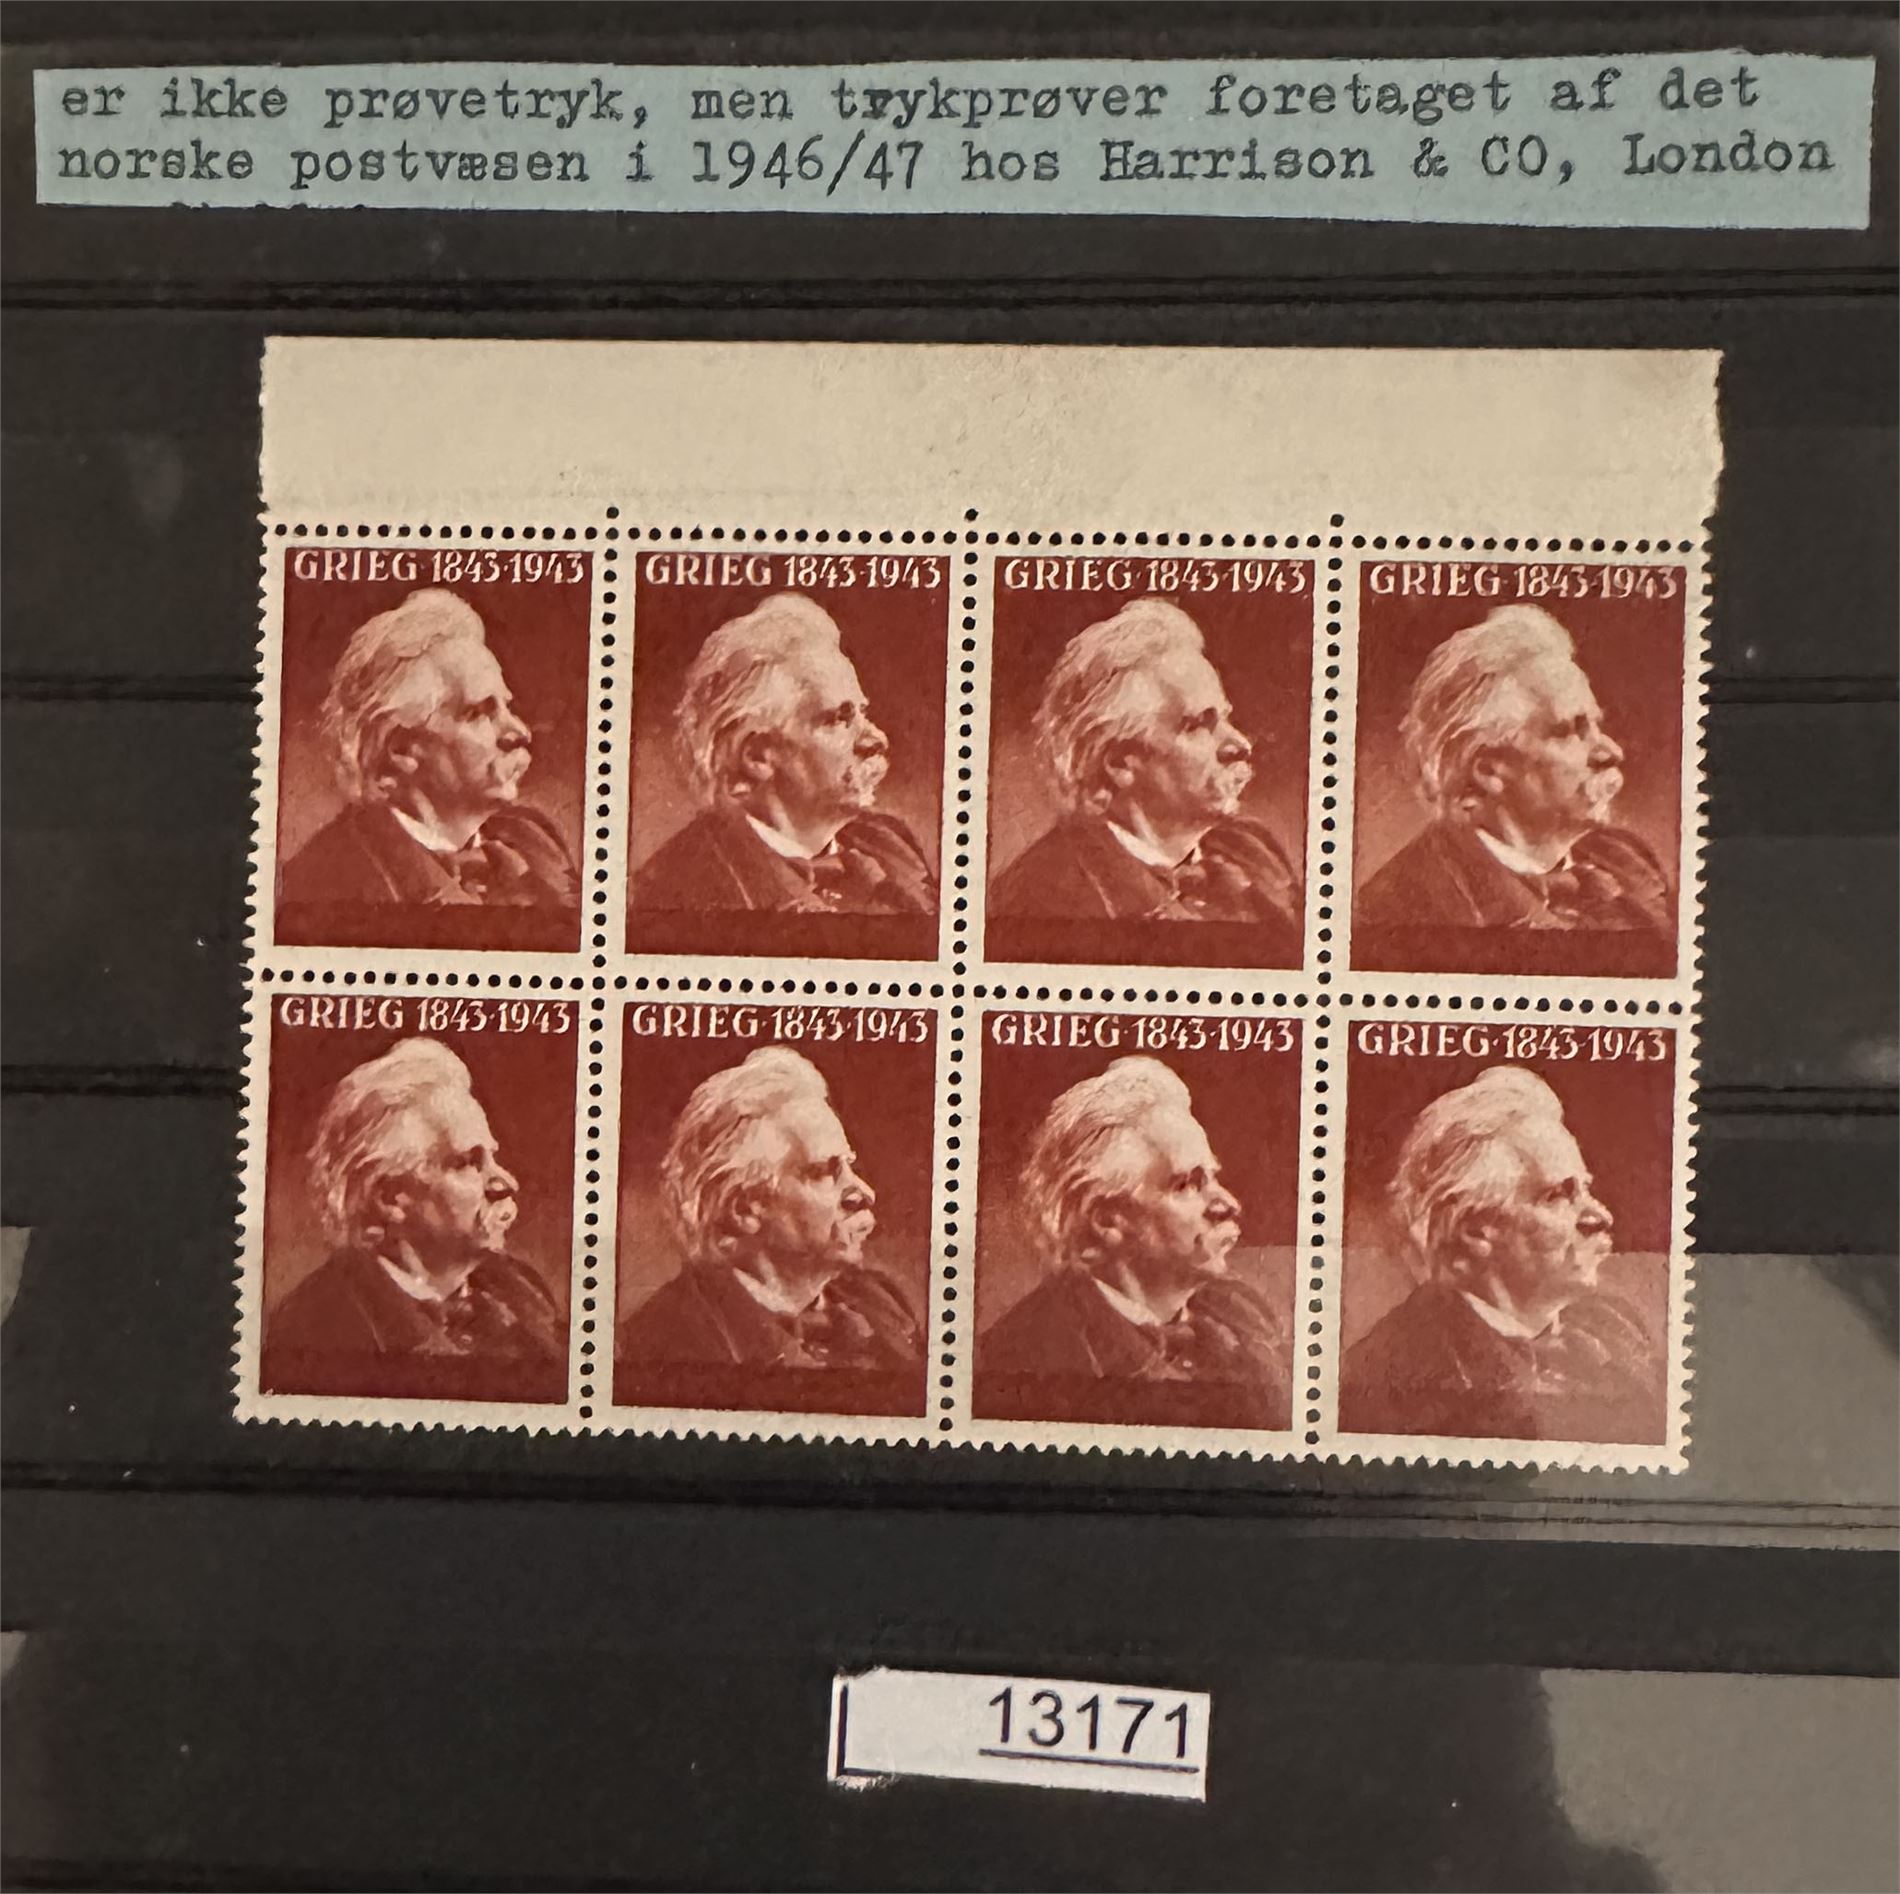 er ikke prøvetryk, men trykprøver foretaget af det
norske postvæsen i 1946/47 hos Harrison & CO, London
GRIEG·1843·1943 GRIEG 1843·1943 GRIEG·1843·1943 GRIEG·1843·1943
GRIEG 1843·1943 GRIEG·1843·1943 GRIEG·1843·1943 GRIEG·1843·1943
13171